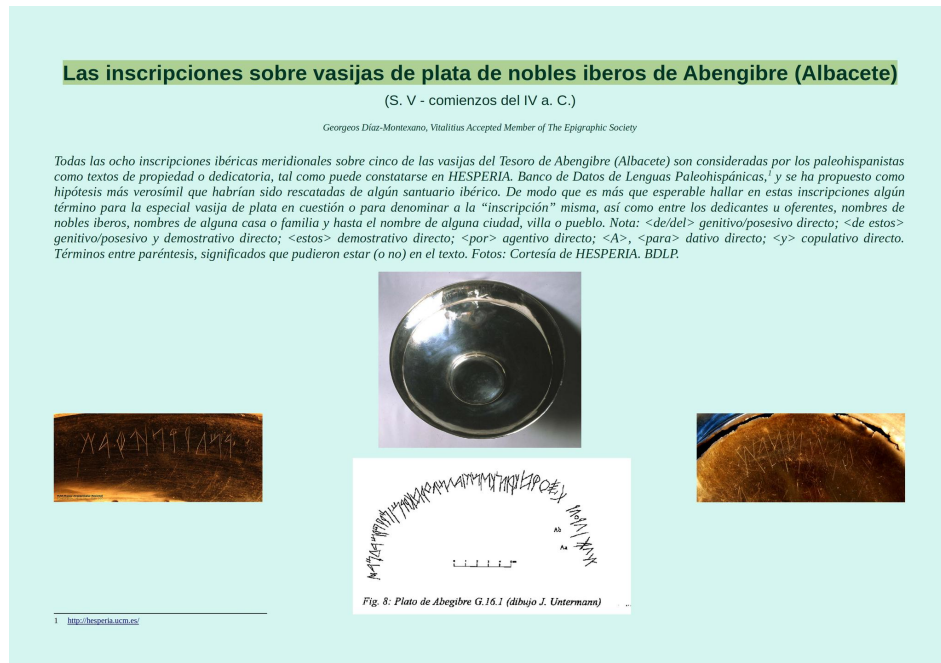 Las inscripciones sobre vasijas de plata de nobles iberos de Abengibre (Albacete)
(S. V - comienzos del IV a. C.)
Georgeos Díaz-Montexano, Vitalitius Accepted Member of The Epigraphic Society
Todas las ocho inscripciones ibéricas meridionales sobre cinco de las vasijas del Tesoro de Abengibre (Albacete) son consideradas por los paleohispanistas
como textos de propiedad o dedicatoria, tal como puede constatarse en HESPERIA. Banco de Datos de Lenguas Paleohispánicas,1 y se ha propuesto como
hipótesis más verosímil que habrían sido rescatadas de algún santuario ibérico. De modo que es más que esperable hallar en estas inscripciones algún
término para la especial vasija de plata en cuestión o para denominar a la “inscripción” misma, así como entre los dedicantes u oferentes, nombres de
nobles iberos, nombres de alguna casa o familia y hasta el nombre de alguna ciudad, villa o pueblo. Nota: <de/del> genitivo/posesivo directo; <de estos>
genitivo/posesivo y demostrativo directo; <estos> demostrativo directo; <por> agentivo directo; <A>, <para> dativo directo; <y> copulativo directo.
Términos entre paréntesis, significados que pudieron estar (o no) en el texto. Fotos: Cortesía de HESPERIA. BDLP.
Ab
Aa
Fig. 8: Plato de Abegibre G.16.1 (dibujo J. Untermann)
1 http://hesperia.ucm.es/